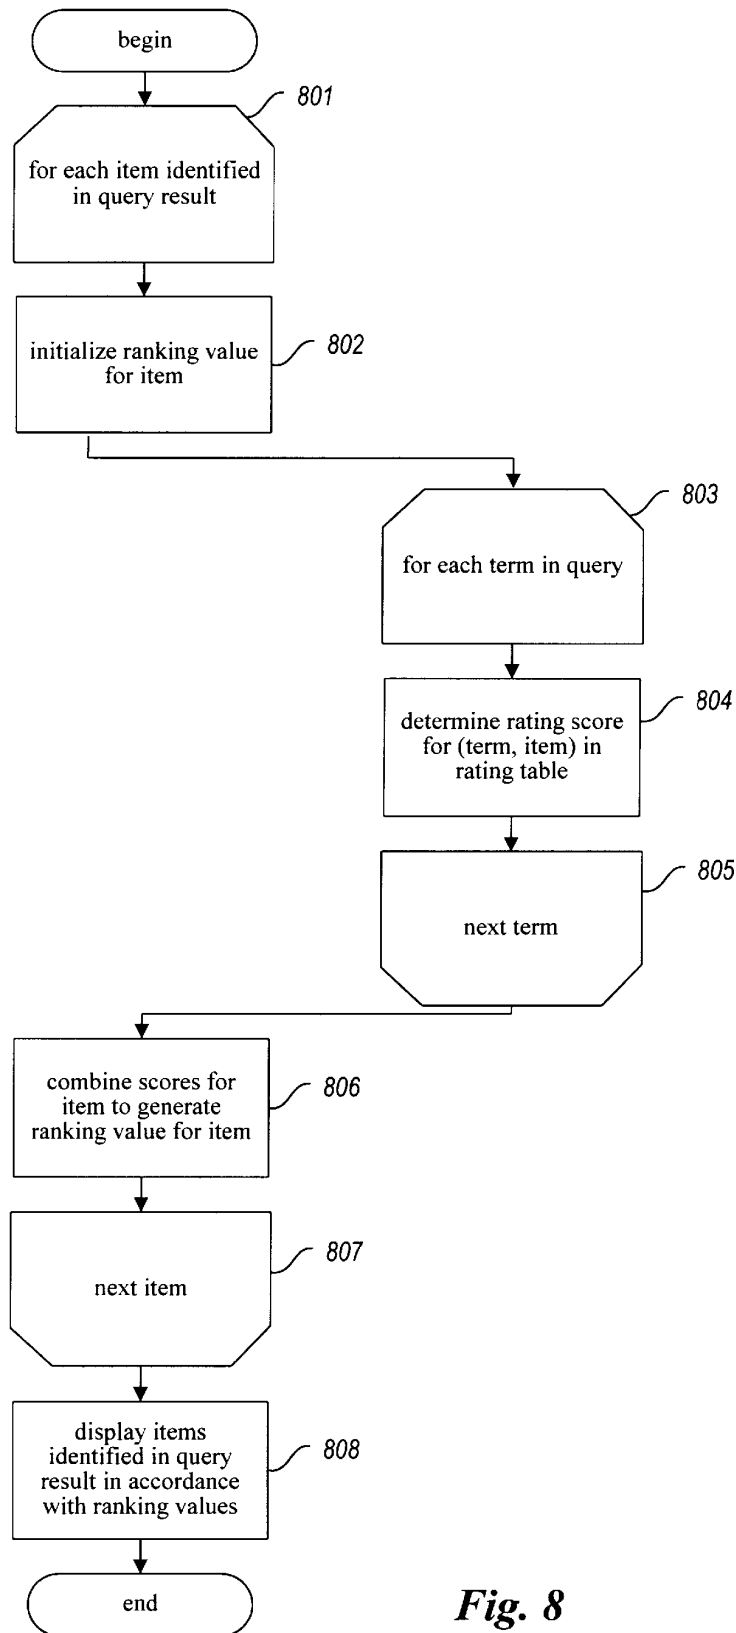 begin
801
for each item identified
in query result
802
initialize ranking value
for item
803
for each term in query
804
determine rating score
for (term, item) in
rating table
805
next term
806
combine scores for
item to generate
ranking value for item
807
next item
808
display items
identified in query
result in accordance
with ranking values
end
Fig. 8